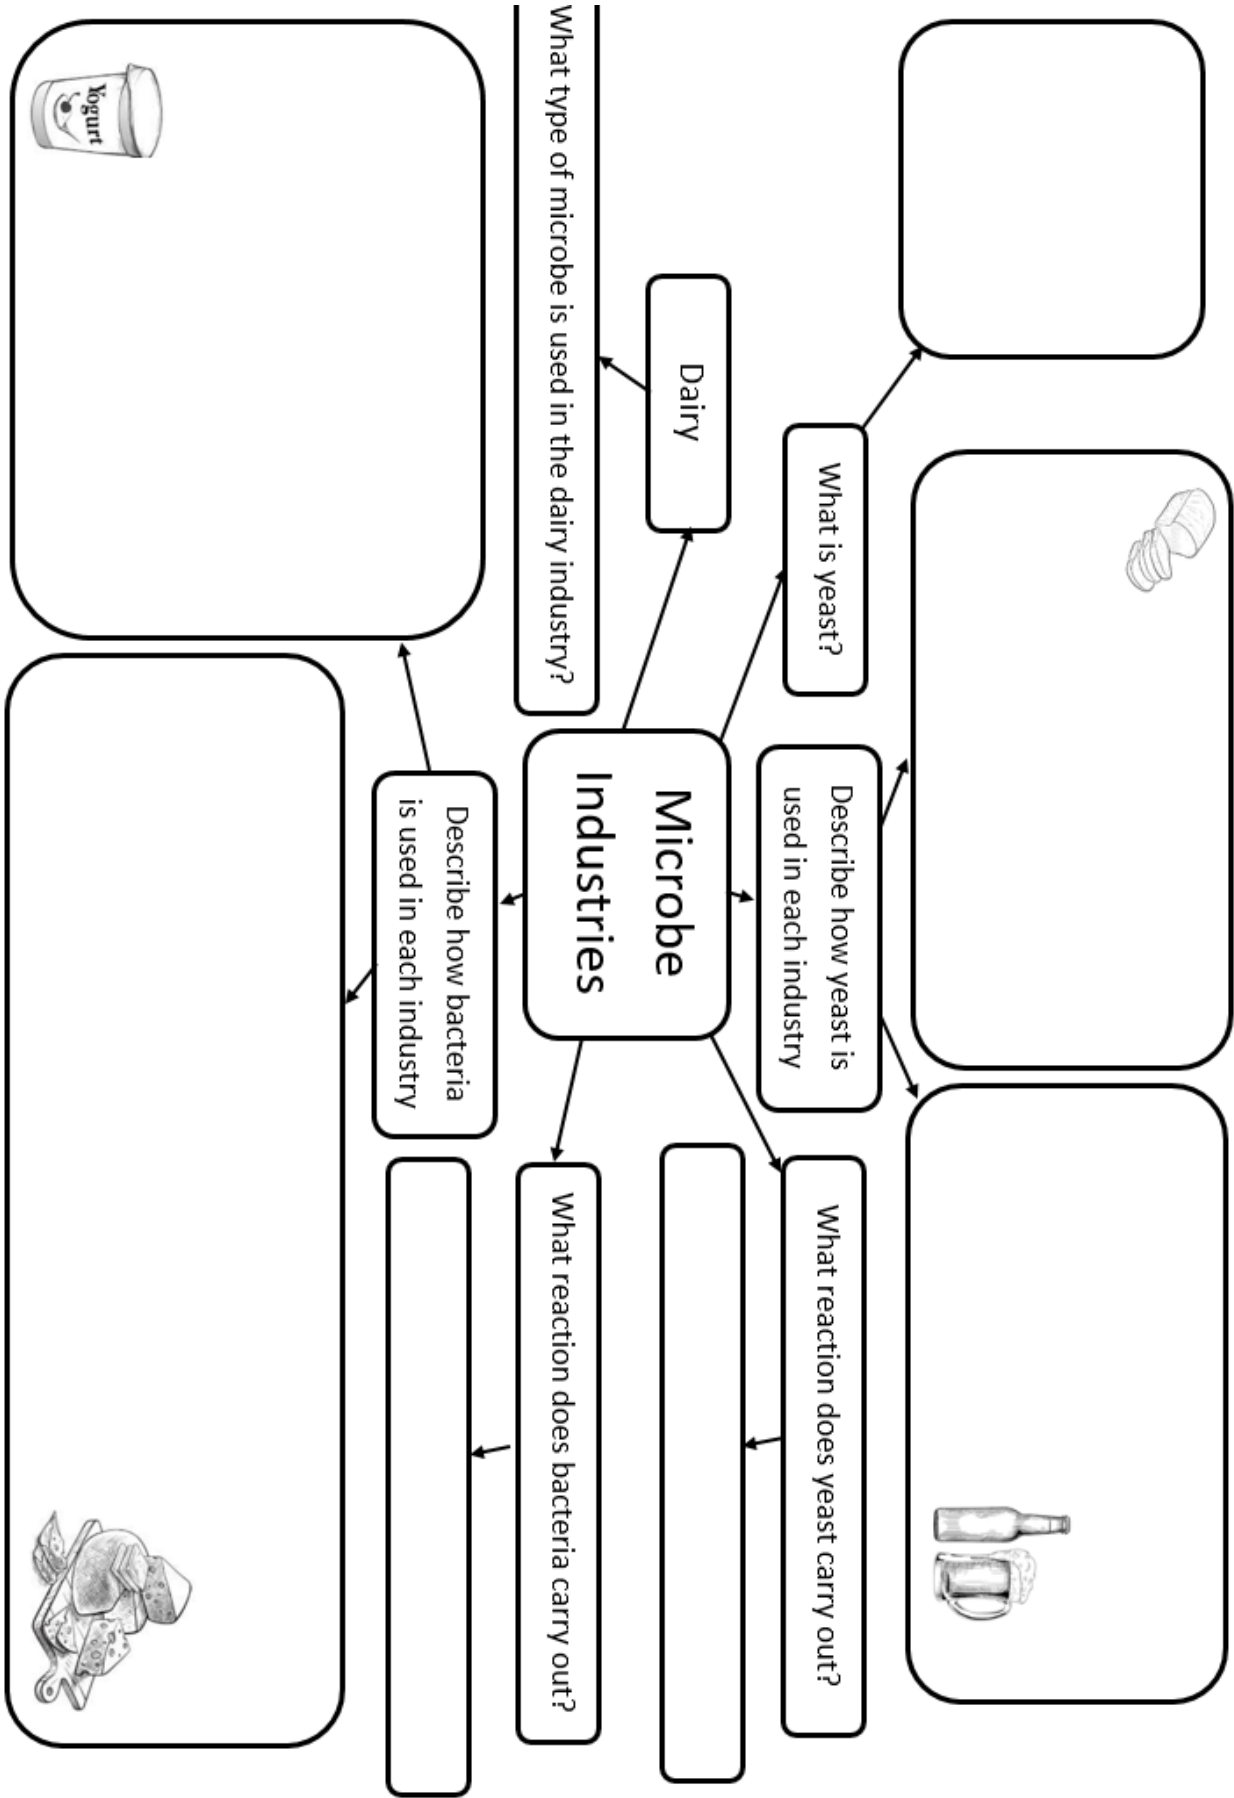 What is yeast?
Describe how yeast is
used in each industry
What reaction does yeast carry out?
Dairy
Microbe
Industries
What type of microbe is used in the dairy industry?
What reaction does bacteria carry out?
Describe how bacteria
is used in each industry
Yogurt